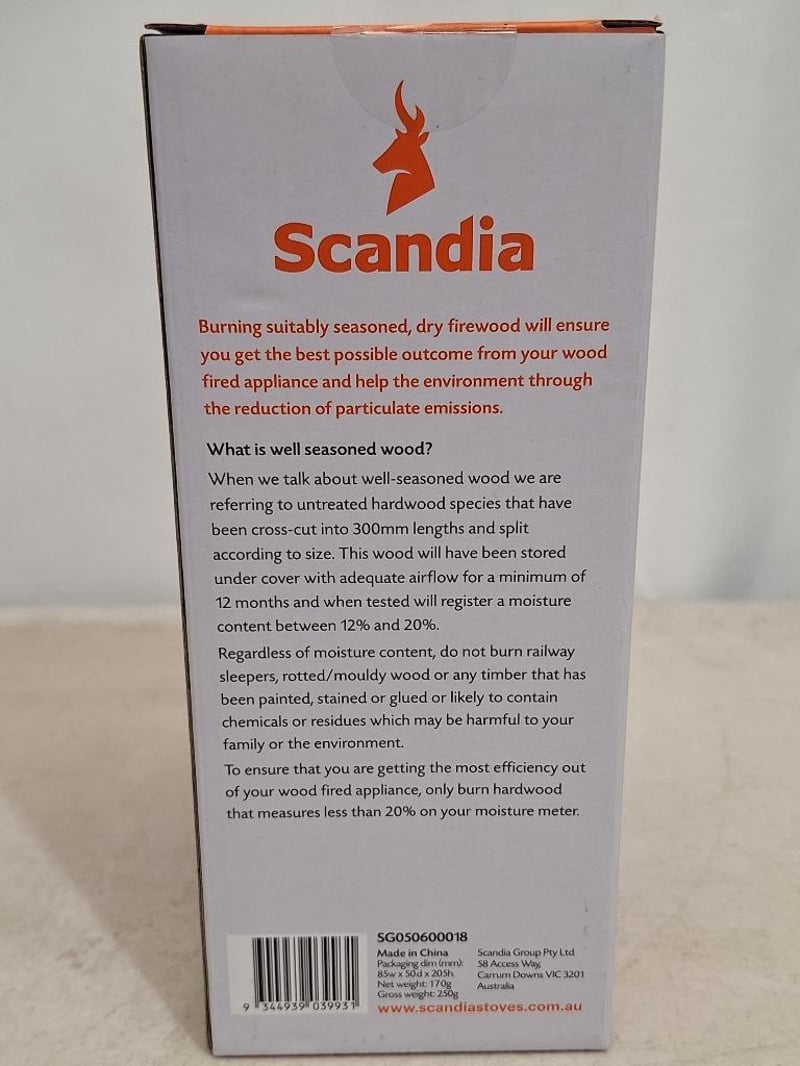 Scandia
Burning suitably seasoned, dry firewood will ensure
you get the best possible outcome from your wood
fired appliance and help the environment through
the reduction of particulate emissions.
What is well seasoned wood?
When we talk about well-seasoned wood we are
referring to untreated hardwood species that have
been cross-cut into 300mm lengths and split
according to size. This wood will have been stored
under cover with adequate airflow for a minimum of
12 months and when tested will register a moisture
content between 12% and 20%.
Regardless of moisture content, do not burn railway
sleepers, rotted/mouldy wood or any timber that has
been painted, stained or glued or likely to contain
chemicals or residues which may be harmful to your
family or the environment.
To ensure that you are getting the most efficiency out
of your wood fired appliance, only burn hardwood
that measures less than 20% on your moisture meter.
SG050600018
Made in China
Packaging dim (mm):
85w x 50d x 205h.
Net weight: 170g
Gross weight: 250g
Scandia Group Pty Ltd
58 Access Way,
Carrum Downs VIC 3201
Australia
www.scandiastoves.com.au
9 344939 039931